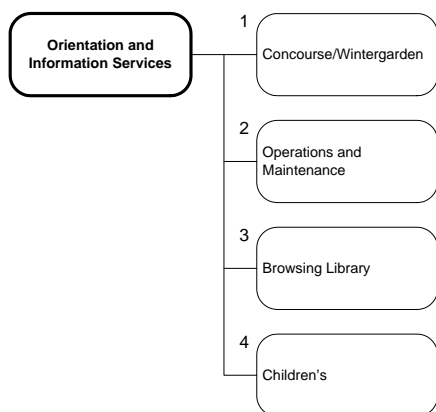 Orientation and
Information Services
1
Concourse/Wintergarden
2
Operations and
Maintenance
3
Browsing Library
4
Children's